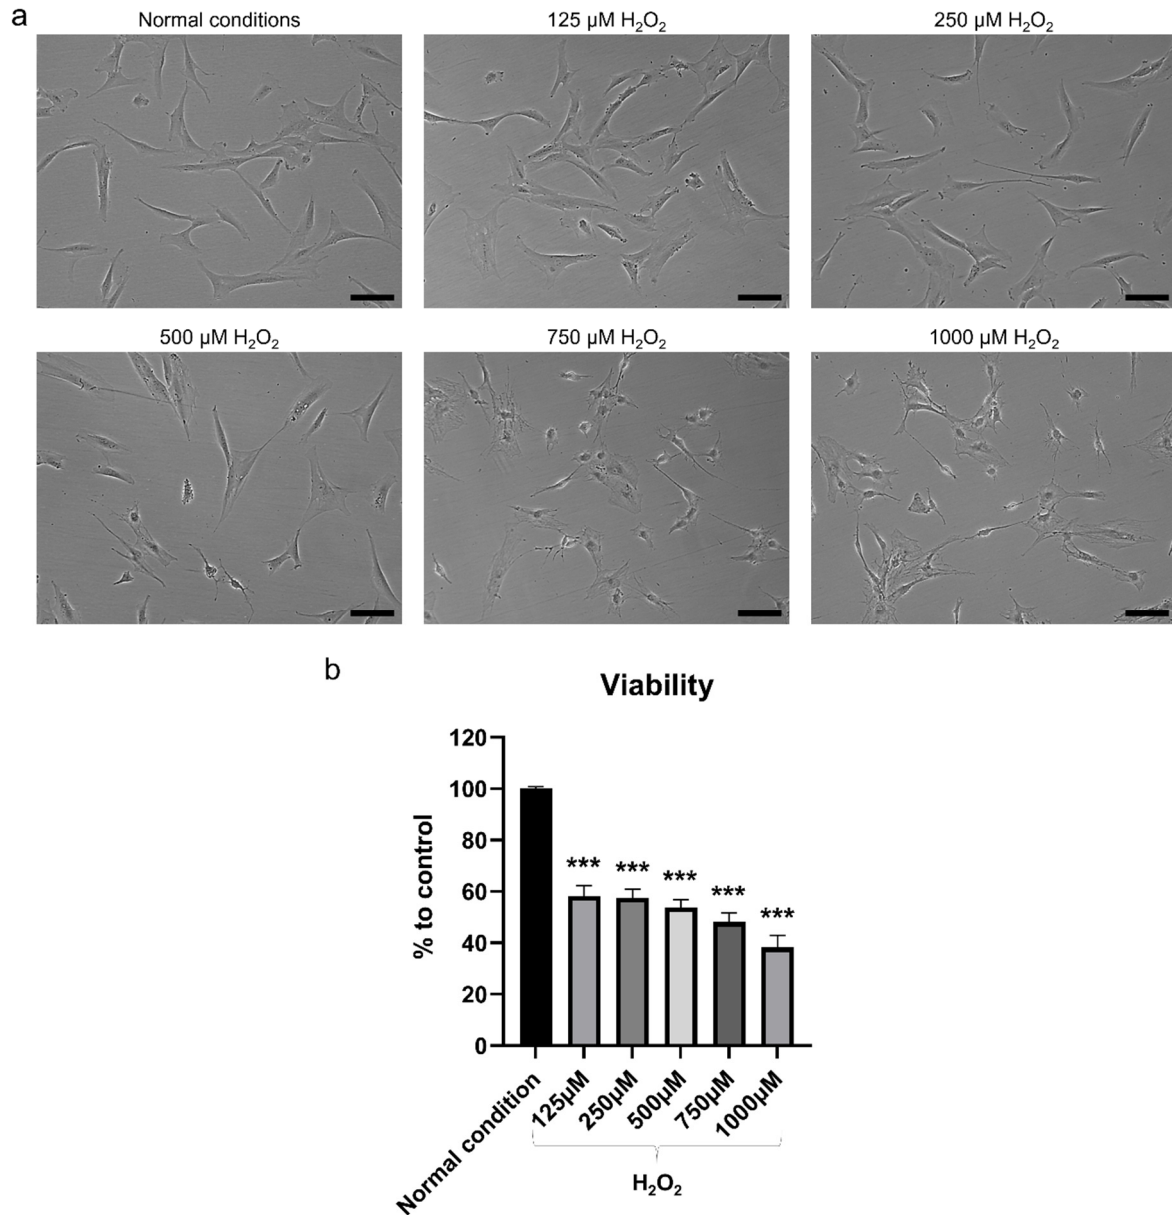 a
Normal conditions
125 µM H₂O₂
250 µM H₂O₂
500 µM H₂O₂
750 µM H₂O₂
1000 µM H₂O₂
b
Viability
% to control
120
100
80
60
40
20
0
***
***
***
***
***
Normal condition
125µM
250µM
500µM
750µM
1000µM
H₂O₂